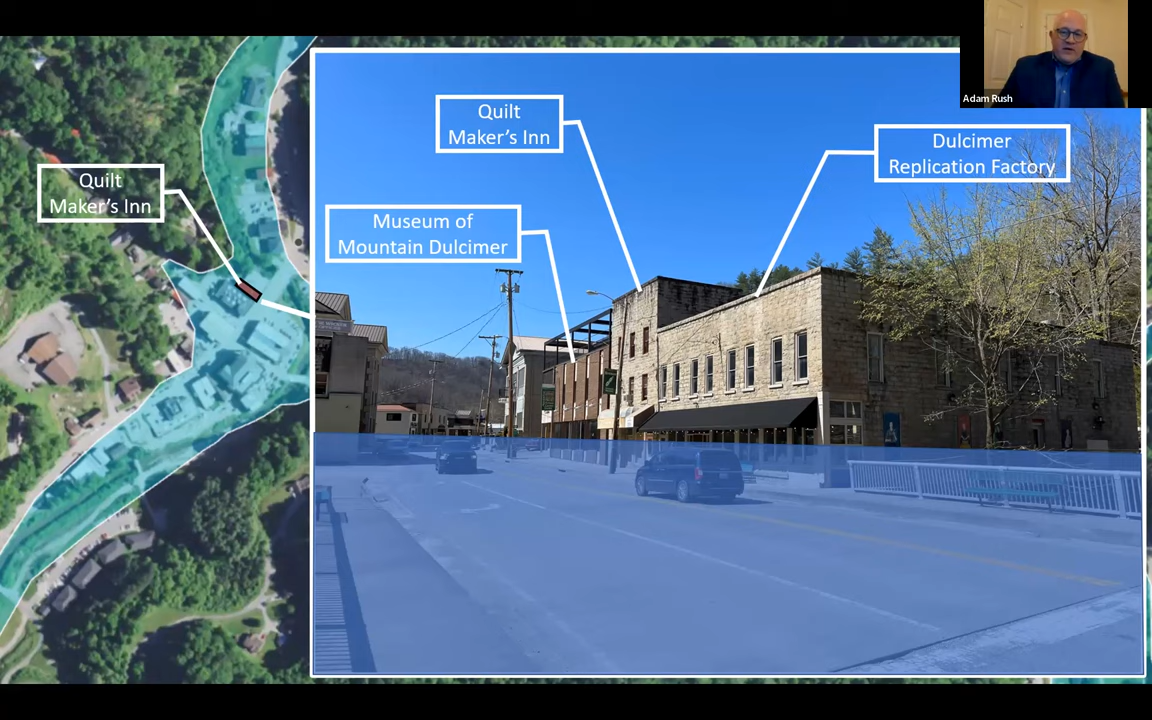 Adam Rush
Quilt
Maker's Inn
Dulcimer
Replication Factory
Quilt
Maker's Inn
Museum of
Mountain Dulcimer